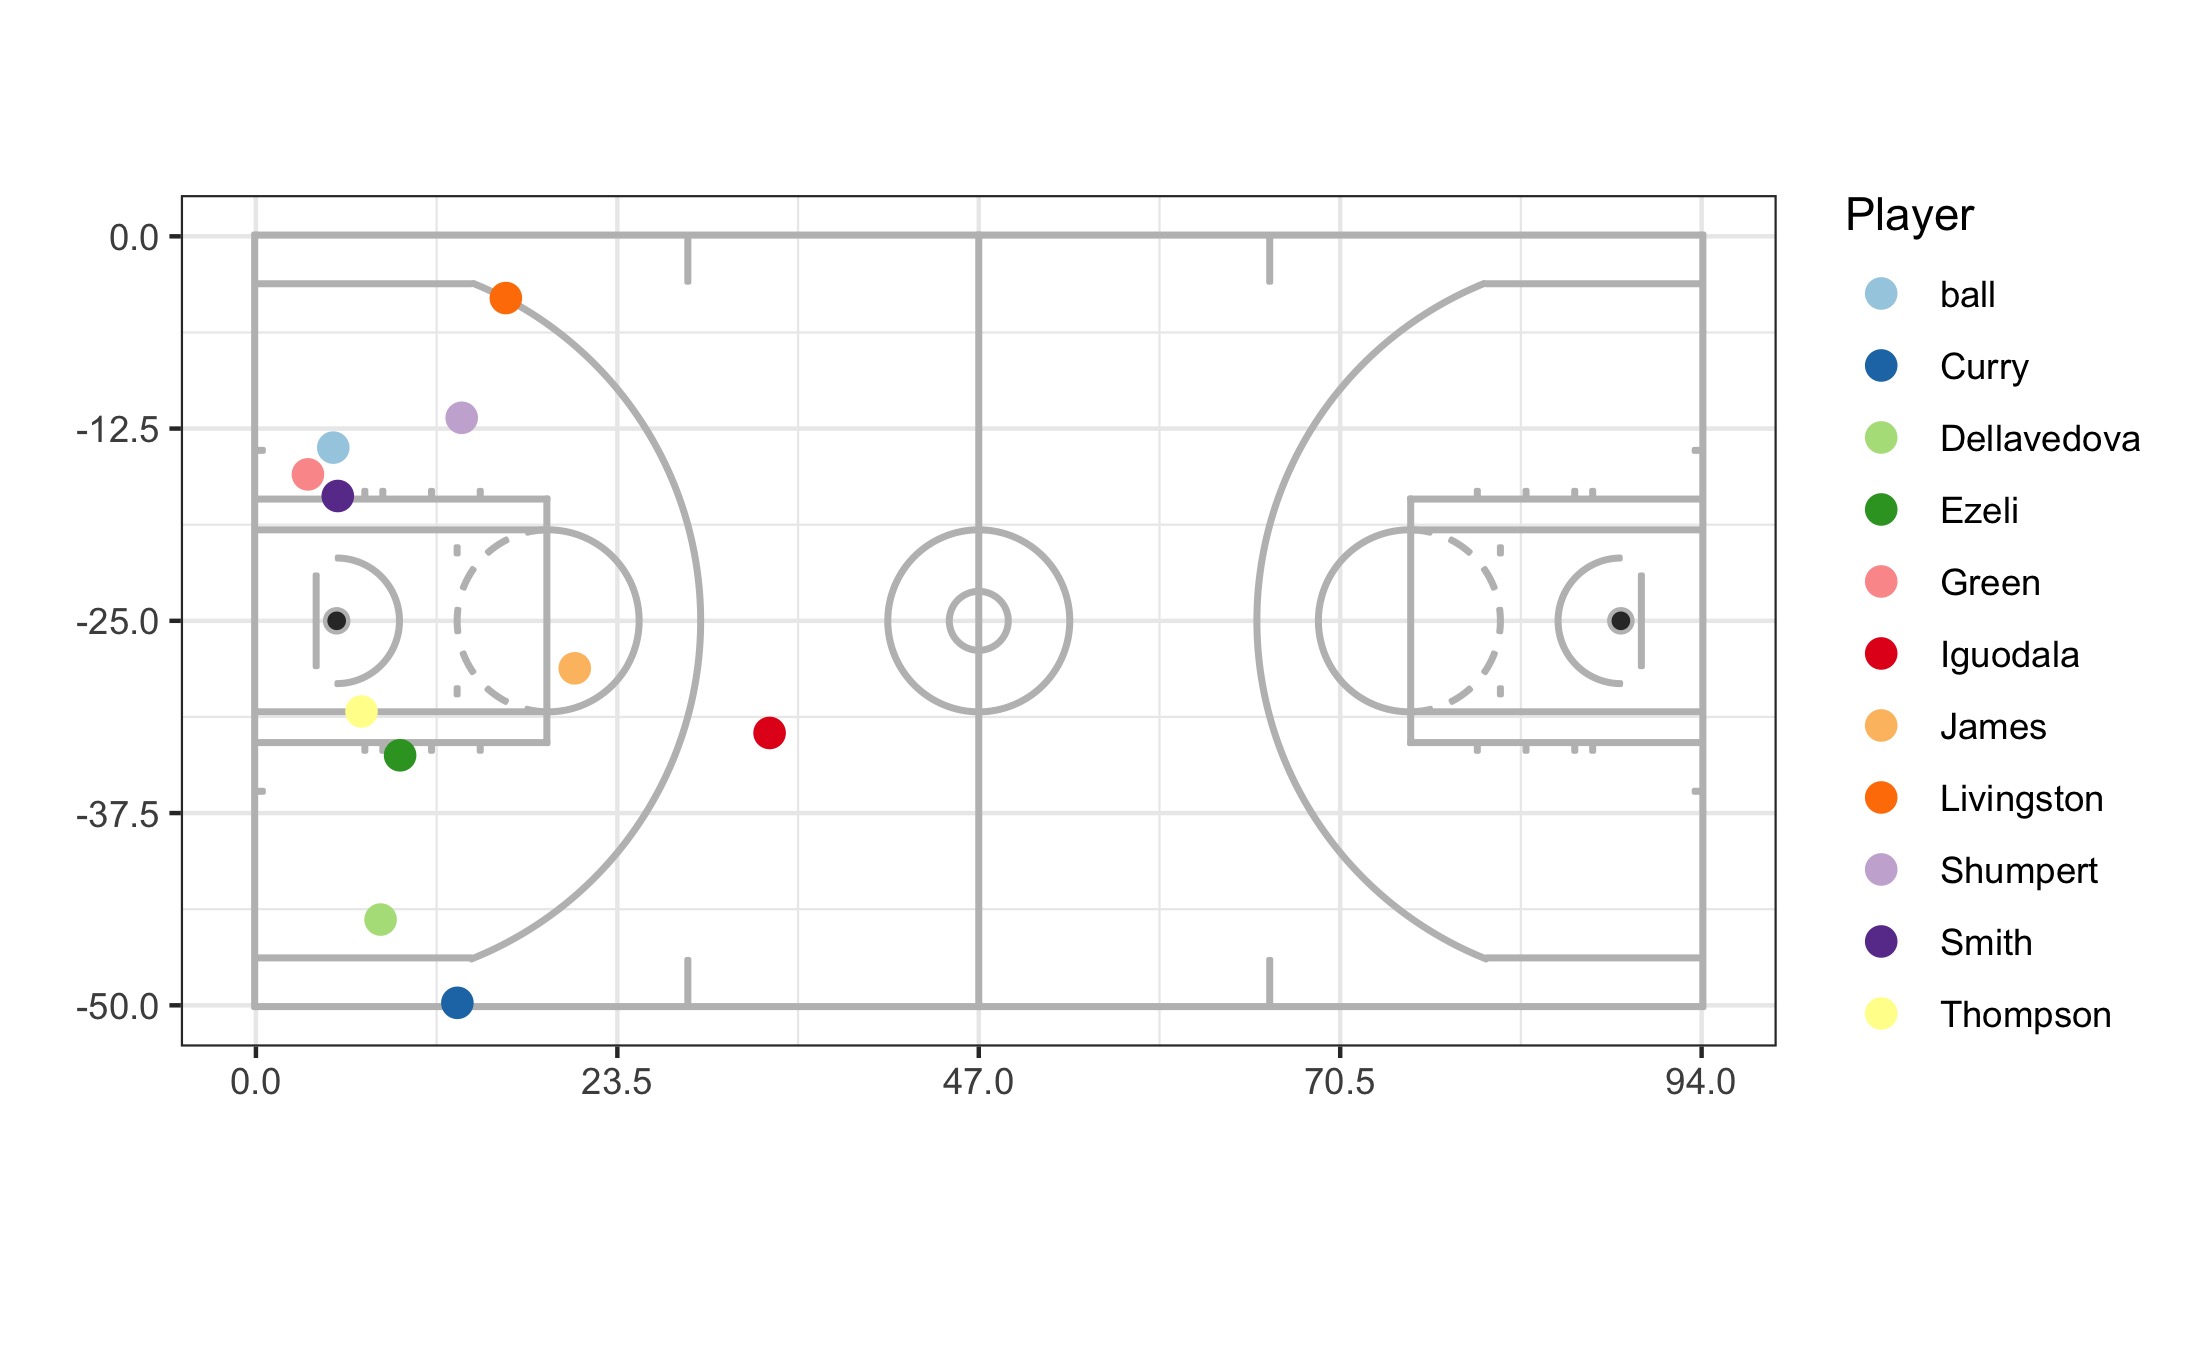 0.0
-12.5
-25.0
-37.5
-50.0
0.0 23.5 47.0 70.5 94.0
Player
ball
Curry
Dellavedova
Ezeli
Green
Iguodala
James
Livingston
Shumpert
Smith
Thompson